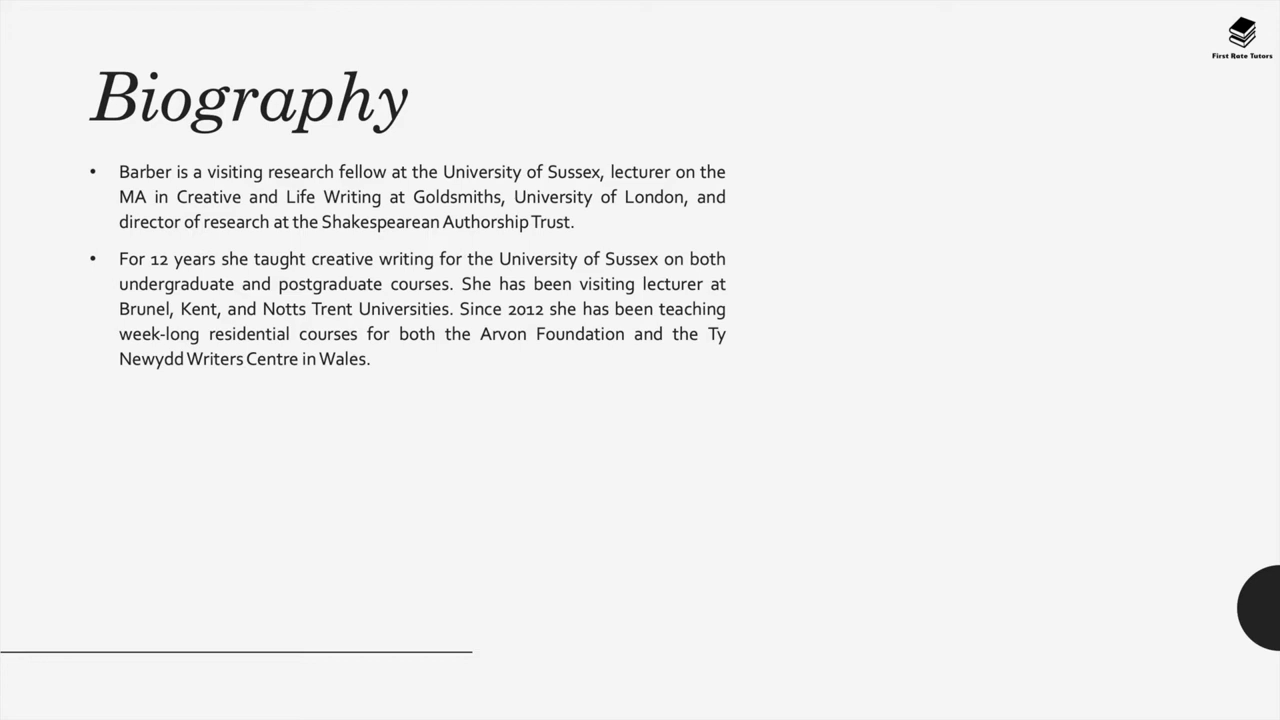 First Rate Tutors
Biography
• Barber is a visiting research fellow at the University of Sussex, lecturer on the
MA in Creative and Life Writing at Goldsmiths, University of London, and
director of research at the Shakespearean Authorship Trust.
• For 12 years she taught creative writing for the University of Sussex on both
undergraduate and postgraduate courses. She has been visiting lecturer at
Brunel, Kent, and Notts Trent Universities. Since 2012 she has been teaching
week-long residential courses for both the Arvon Foundation and the Ty
Newydd Writers Centre in Wales.